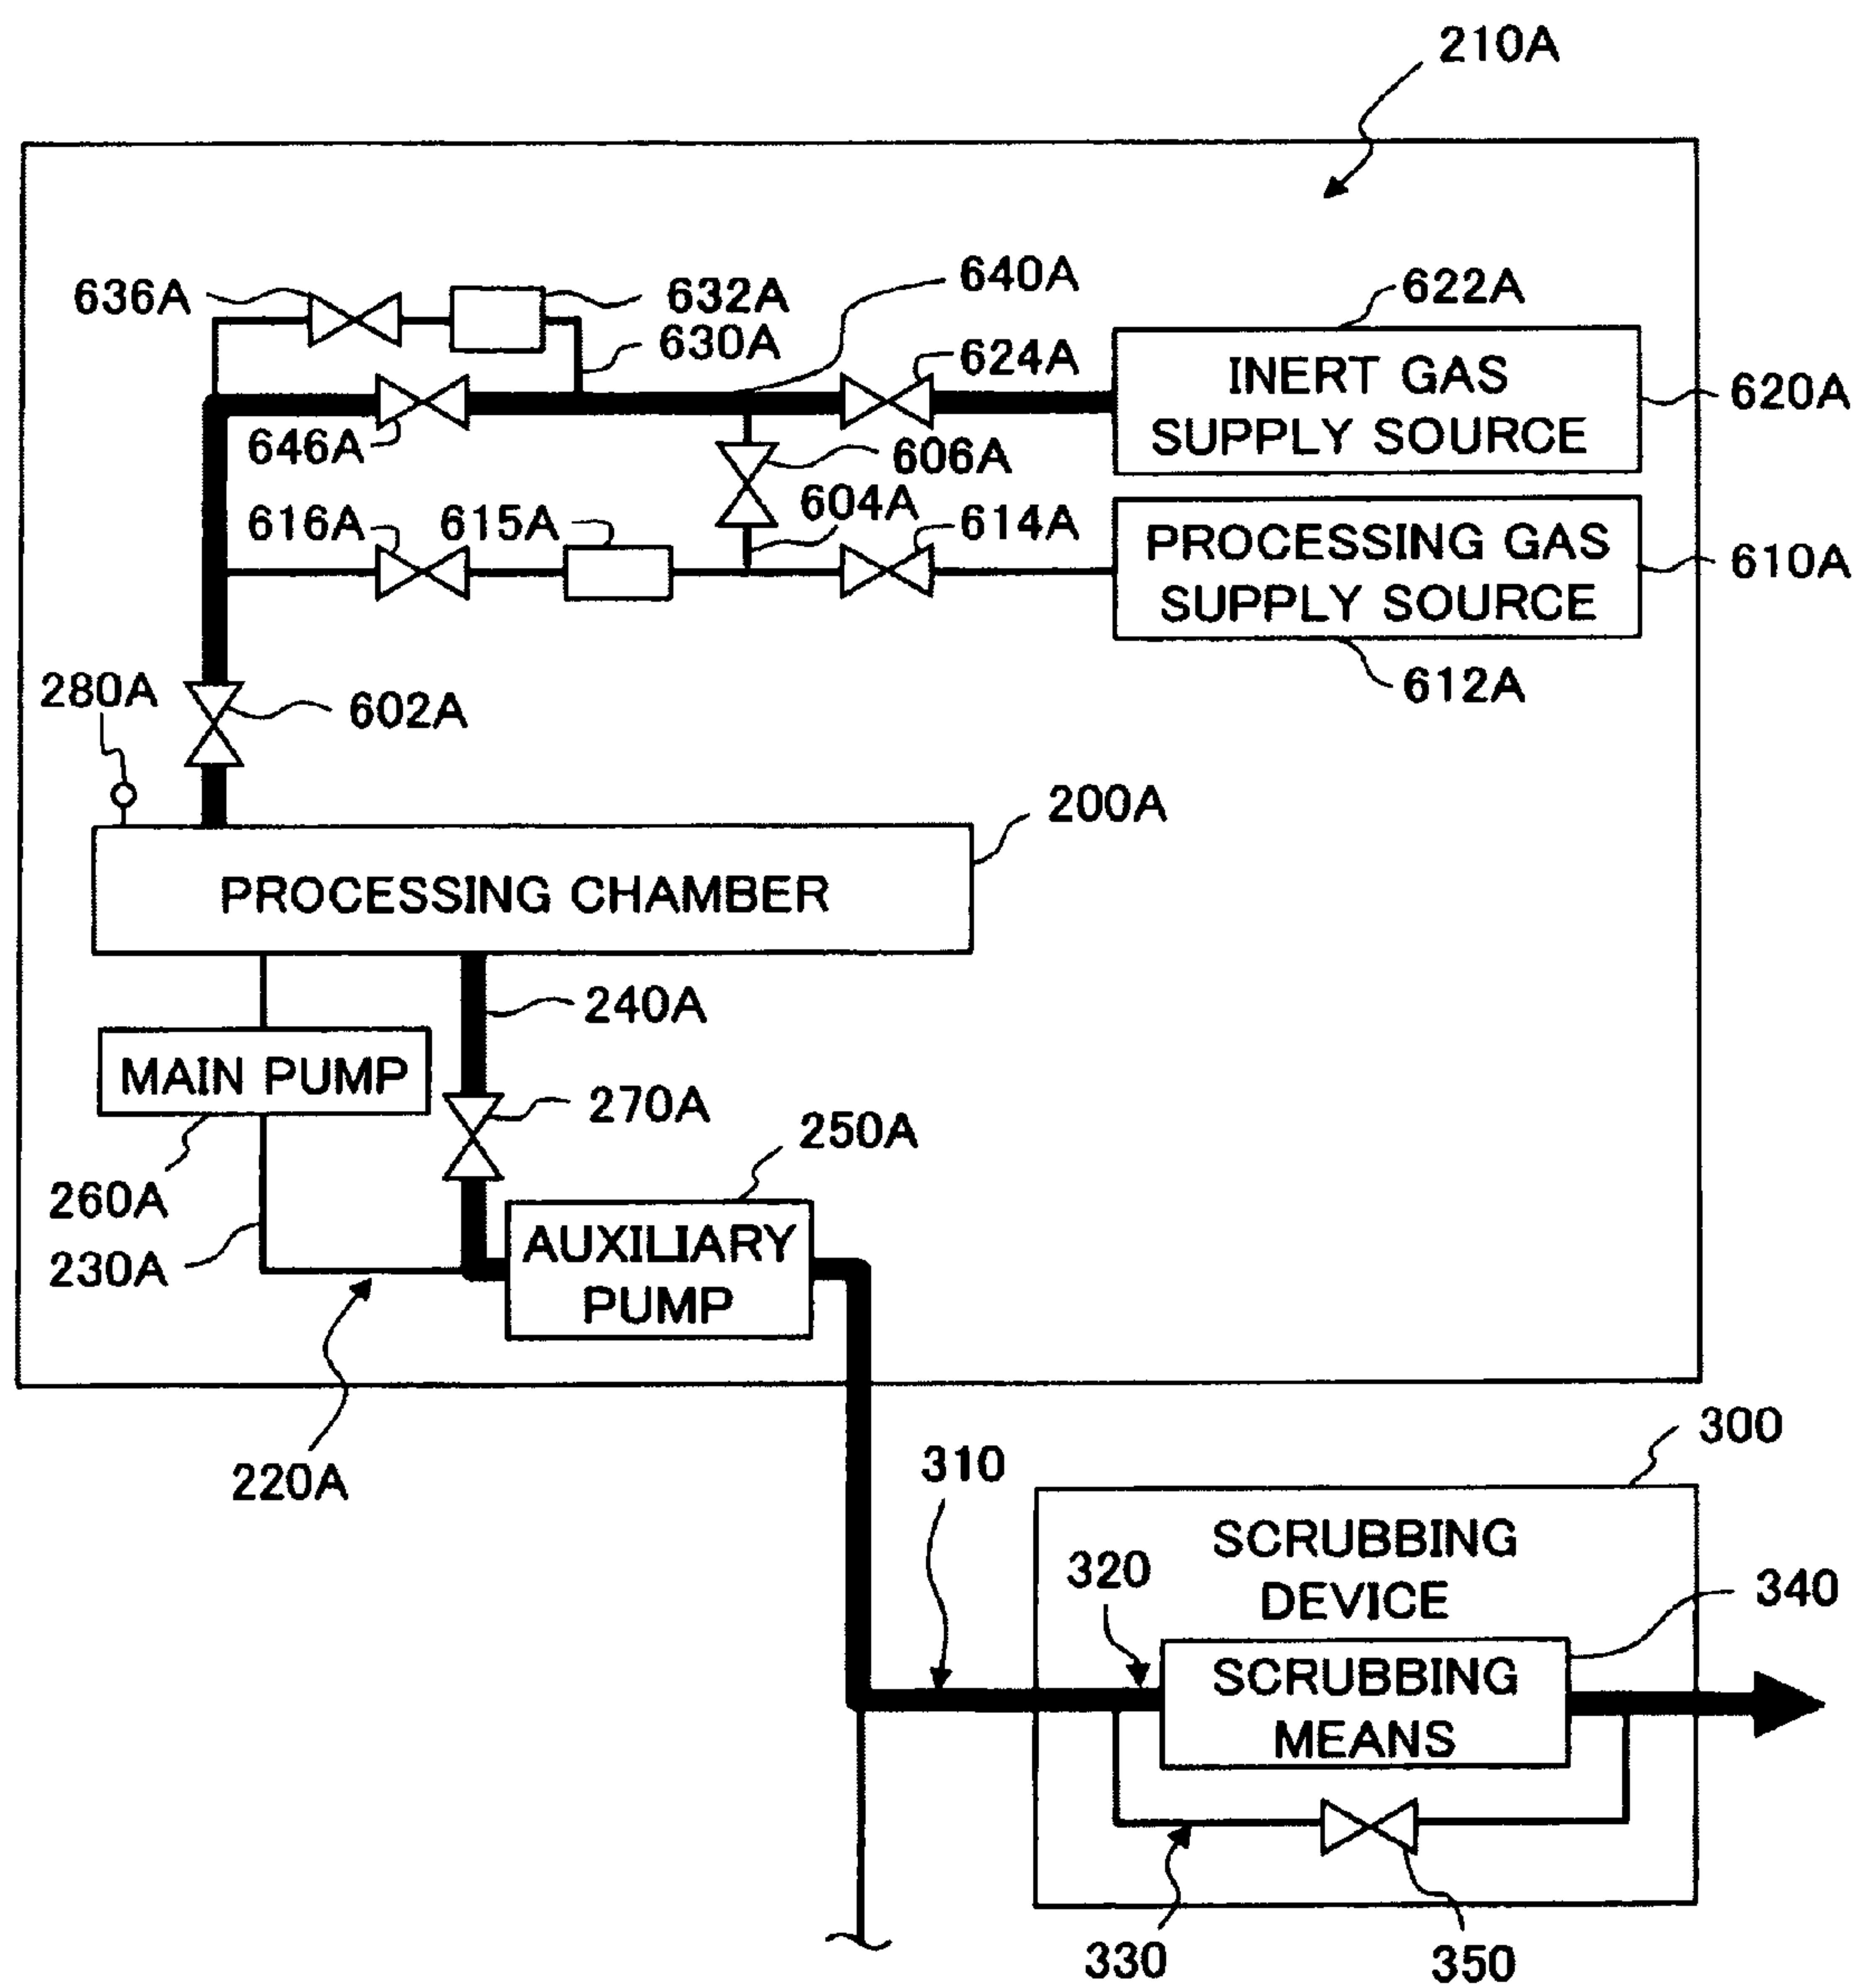 210A
636A
632A
640A
622A
630A
624A
INERT GAS
SUPPLY SOURCE
620A
646A
606A
604A
616A
615A
614A
PROCESSING GAS
SUPPLY SOURCE
610A
612A
280A
602A
200A
PROCESSING CHAMBER
240A
MAIN PUMP
270A
250A
260A
AUXILIARY
PUMP
230A
220A
300
310
SCRUBBING
DEVICE
320
340
SCRUBBING
MEANS
330
350